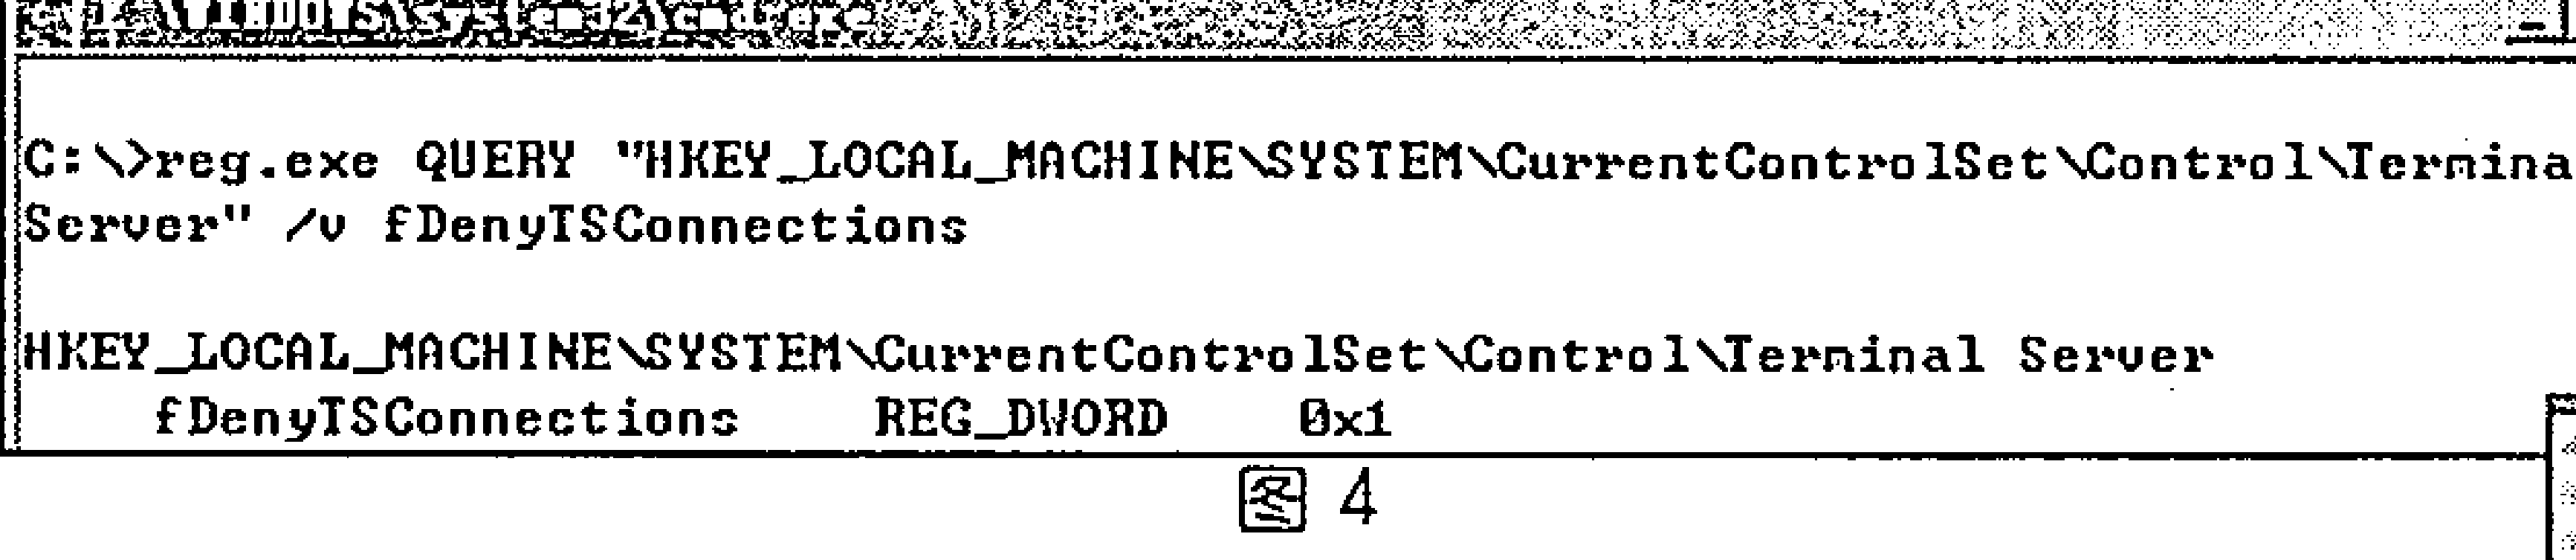 C:\>reg.exe QUERY "HKEY_LOCAL_MACHINE\SYSTEM\CurrentControlSet\Control\Termina
Server" /v fDenyTSConnections
HKEY_LOCAL_MACHINE\SYSTEM\CurrentControlSet\Control\Terminal Server
fDenyTSConnections REG_DWORD 0x1
图 4